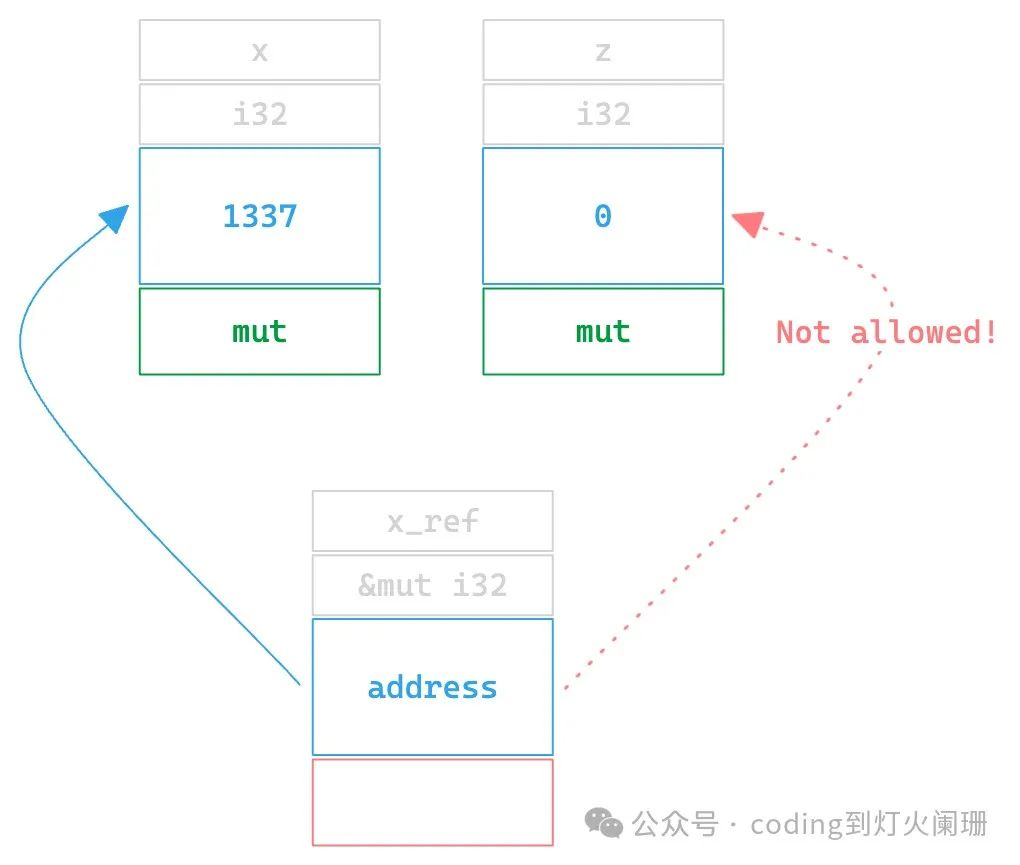 x
z
i32
i32
1337
0
mut
mut
Not allowed!
x_ref
&mut i32
address
公众号 · coding到灯火阑珊